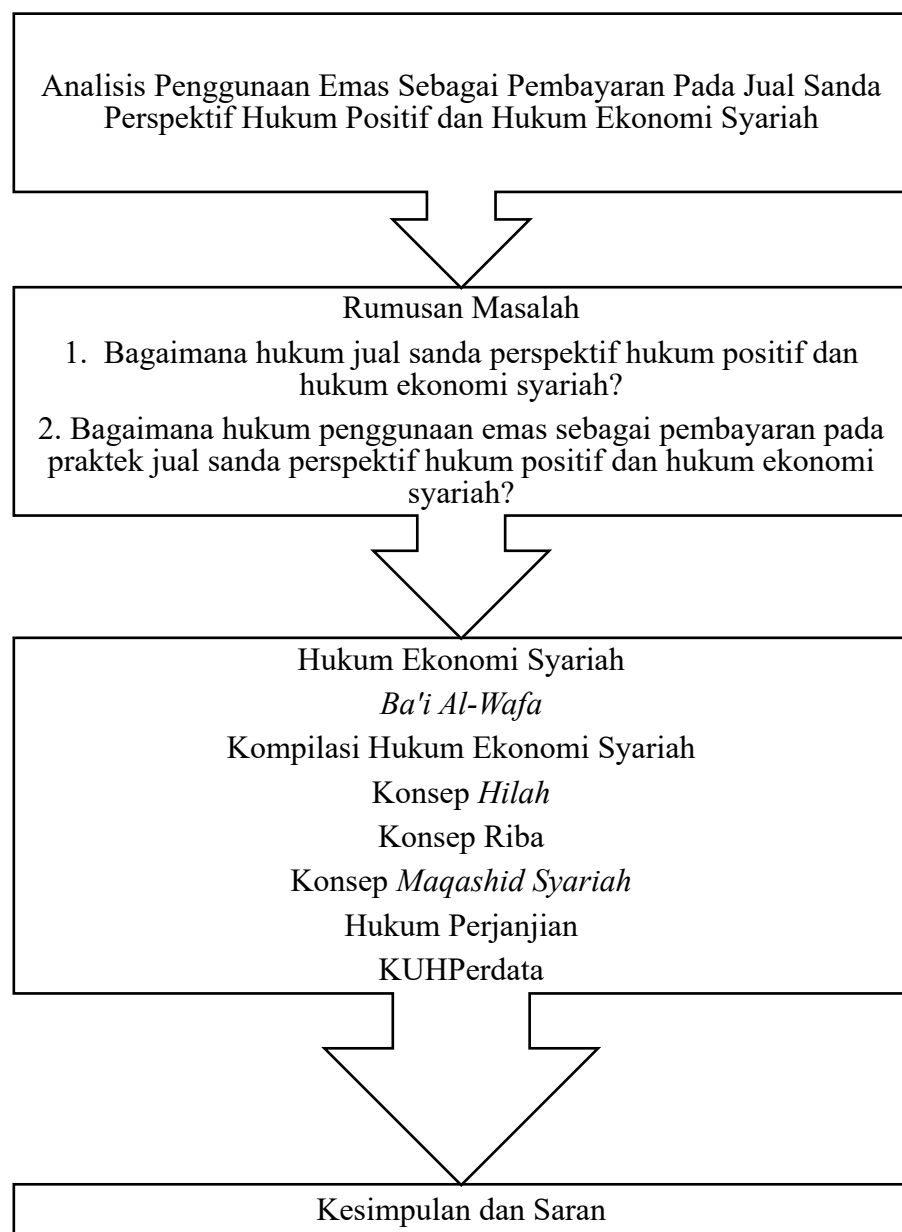 Analisis Penggunaan Emas Sebagai Pembayaran Pada Jual Sanda
Perspektif Hukum Positif dan Hukum Ekonomi Syariah
Rumusan Masalah
1. Bagaimana hukum jual sanda perspektif hukum positif dan
hukum ekonomi syariah?
2. Bagaimana hukum penggunaan emas sebagai pembayaran pada
praktek jual sanda perspektif hukum positif dan hukum ekonomi
syariah?
Hukum Ekonomi Syariah
Ba'i Al-Wafa
Kompilasi Hukum Ekonomi Syariah
Konsep Hilah
Konsep Riba
Konsep Maqashid Syariah
Hukum Perjanjian
KUHPerdata
Kesimpulan dan Saran